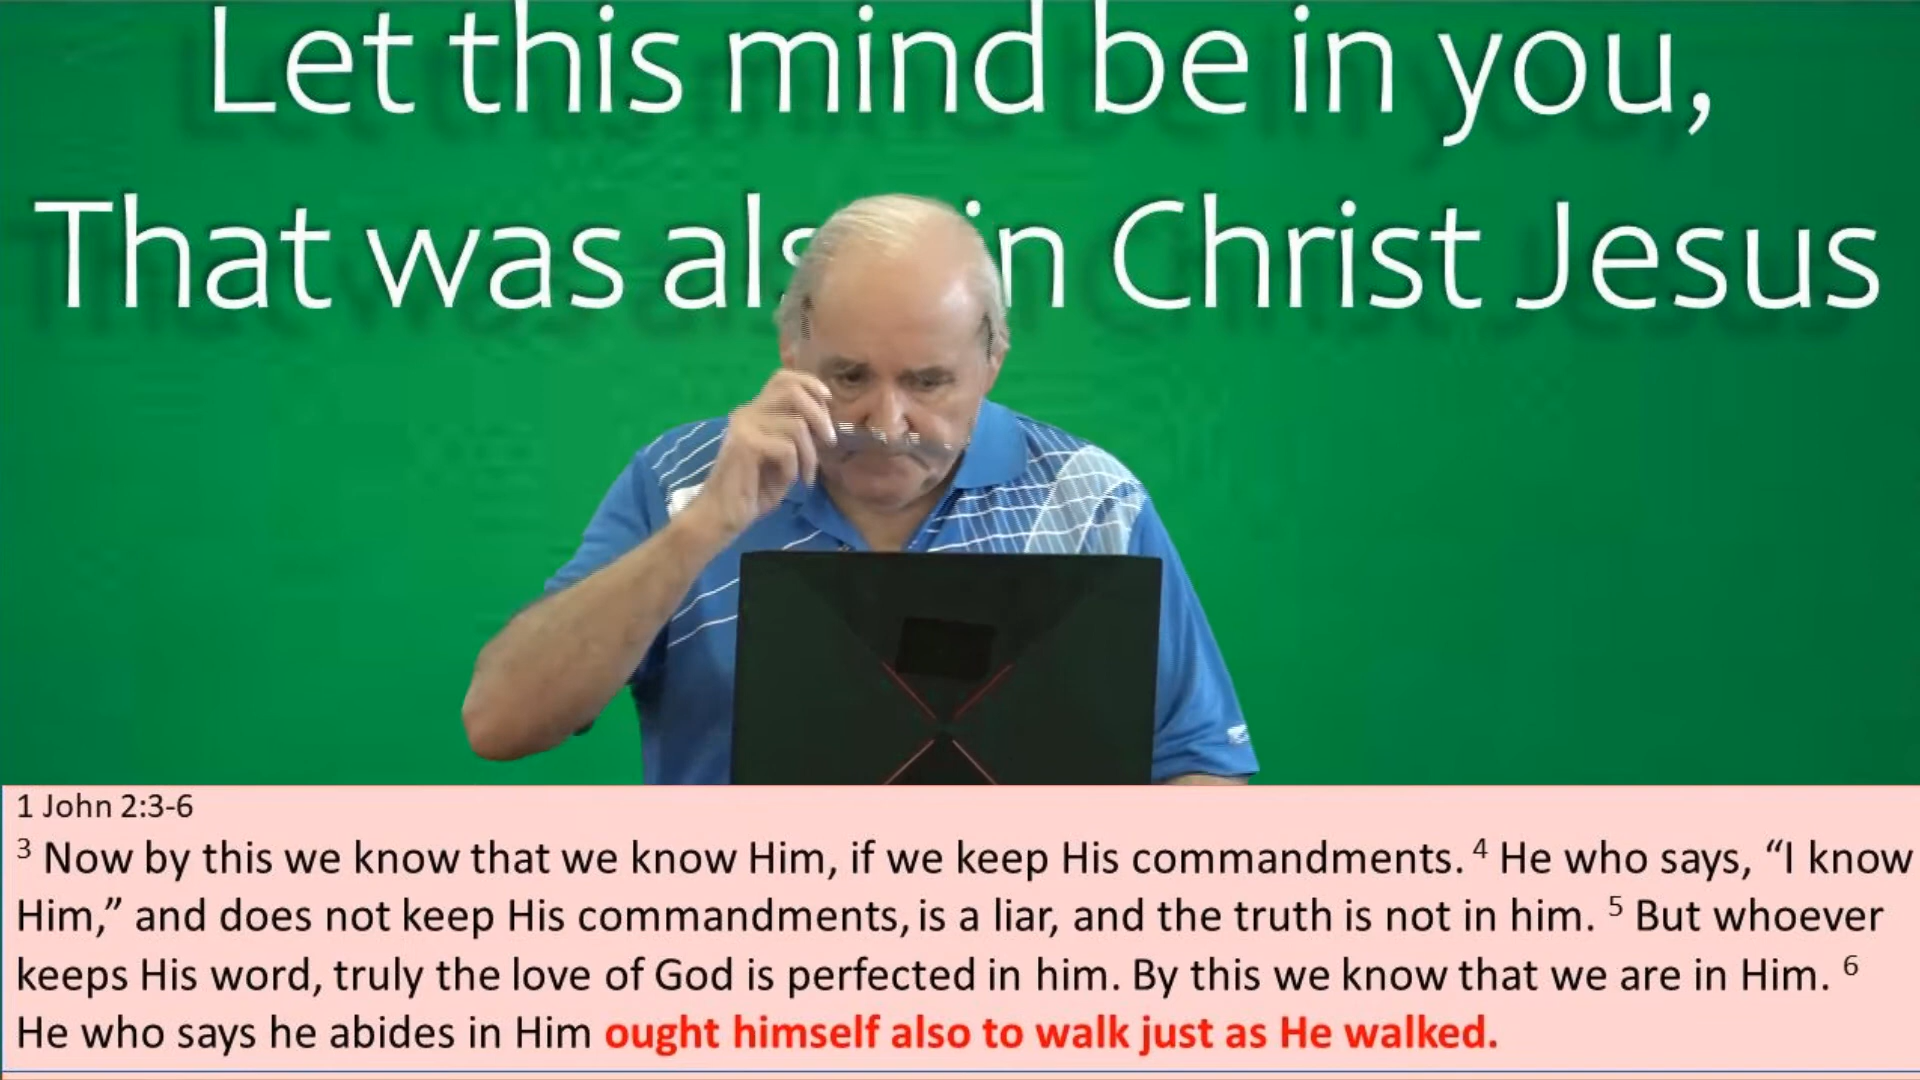 Let this mind be in you,
That was als in Christ Jesus
1 John 2:3-6
3 Now by this we know that we know Him, if we keep His commandments. 4 He who says, “I know
Him,” and does not keep His commandments, is a liar, and the truth is not in him. 5 But whoever
keeps His word, truly the love of God is perfected in him. By this we know that we are in Him. 6
He who says he abides in Him ought himself also to walk just as He walked.